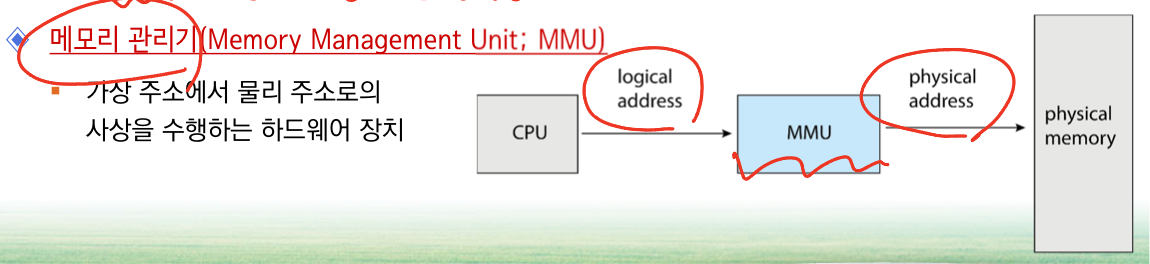 메모리 관리기(Memory Management Unit; MMU)
가상 주소에서 물리 주소로의
사상을 수행하는 하드웨어 장치
CPU
logical
address
MMU
physical
address
physical
memory